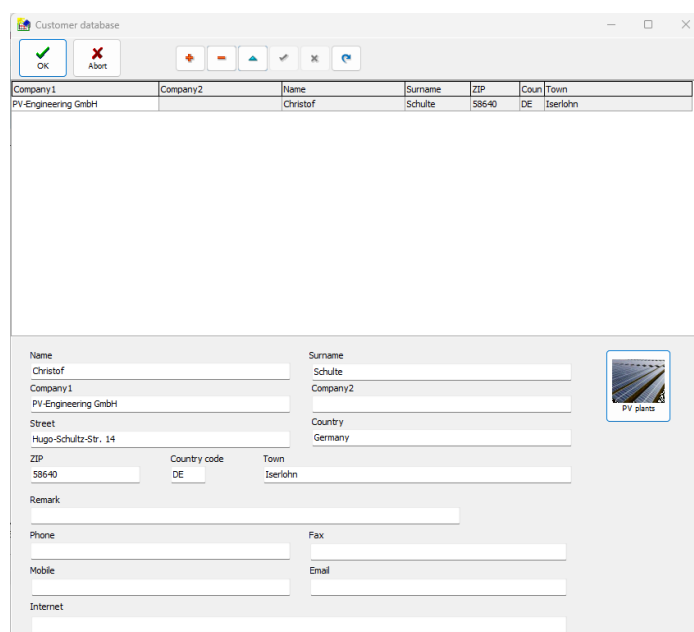 Customer database
OK Abort
Company1 Company2 Name Surname ZIP Coun Town
PV-Engineering GmbH Christof Schulte 58640 DE Iserlohn
Name Surname
Christof Schulte
Company1 Company2
PV-Engineering GmbH
Street Country
Hugo-Schultz-Str. 14 Germany
ZIP Country code Town
58640 DE Iserlohn
PV plants
Remark
Phone Fax
Mobile Email
Internet